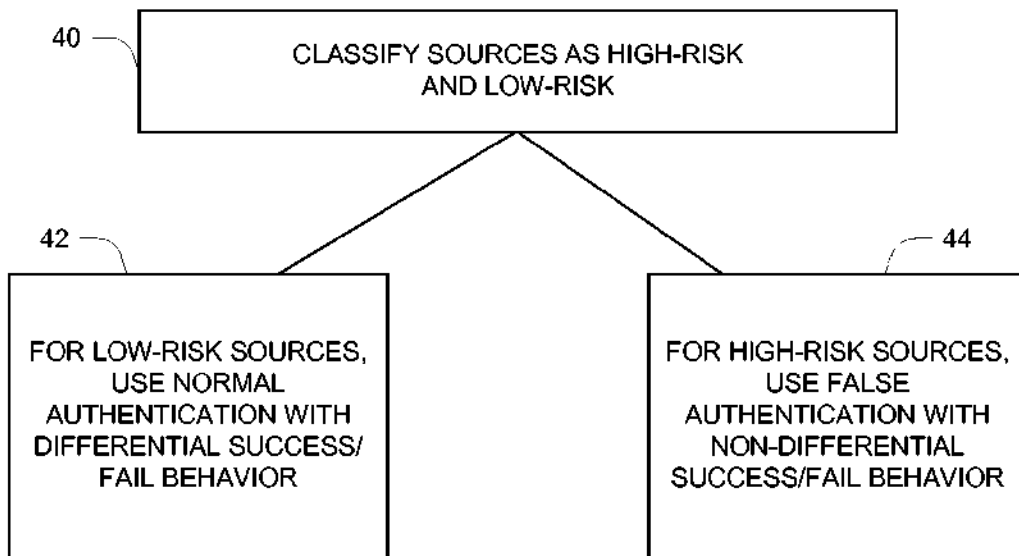 40
CLASSIFY SOURCES AS HIGH-RISK
AND LOW-RISK
42
44
FOR LOW-RISK SOURCES,
USE NORMAL
AUTHENTICATION WITH
DIFFERENTIAL SUCCESS/
FAIL BEHAVIOR
FOR HIGH-RISK SOURCES,
USE FALSE
AUTHENTICATION WITH
NON-DIFFERENTIAL
SUCCESS/FAIL BEHAVIOR